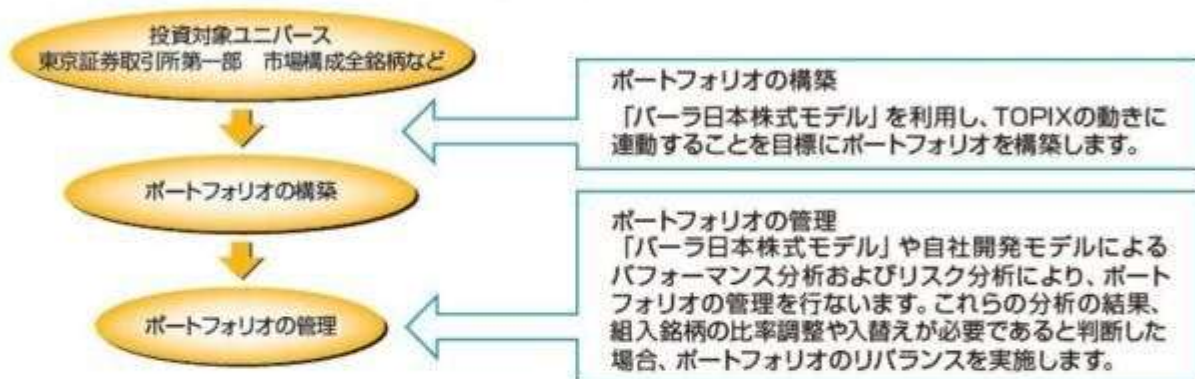 投資対象ユニバース
東京証券取引所第一部 市場構成全銘柄など
ポートフォリオの構築
「バーラ日本株式モデル」を利用し、TOPIXの動きに
連動することを目標にポートフォリオを構築します。
ポートフォリオの構築
ポートフォリオの管理
「バーラ日本株式モデル」や自社開発モデルによる
パフォーマンス分析およびリスク分析により、ポート
フォリオの管理を行ないます。これらの分析の結果、
組入銘柄の比率調整や入替えが必要であると判断した
場合、ポートフォリオのリバランスを実施します。
ポートフォリオの管理